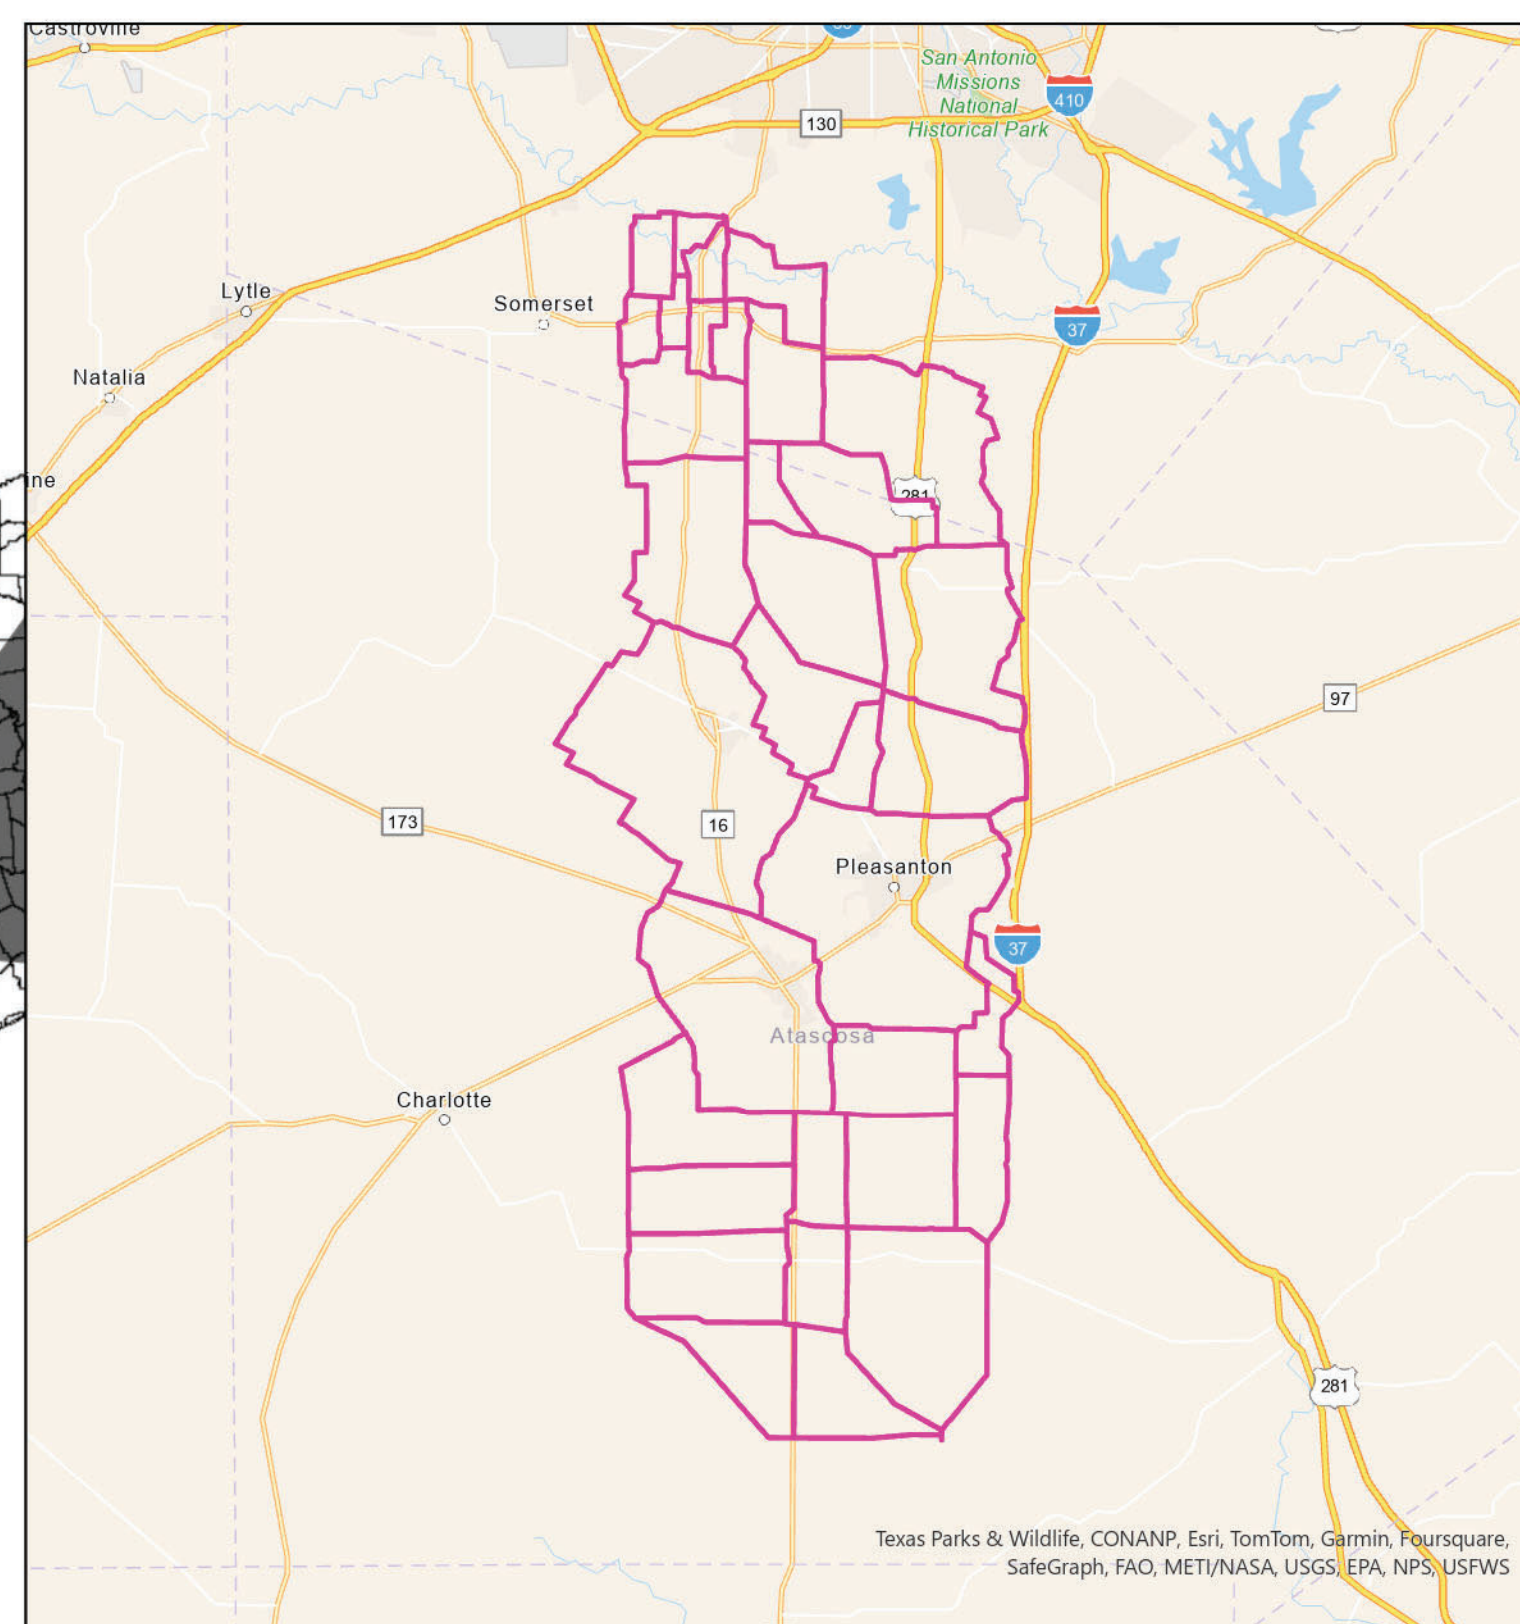 Castroville
San Antonio
Missions
National
Historical Park
410
130
Lytle
Somerset
37
Natalia
ine
281
97
173
16
Pleasanton
37
Atascosa
Charlotte
281
Texas Parks & Wildlife, CONANP, Esri, TomTom, Garmin, Foursquare,
SafeGraph, FAO, METI/NASA, USGS, EPA, NPS, USFWS